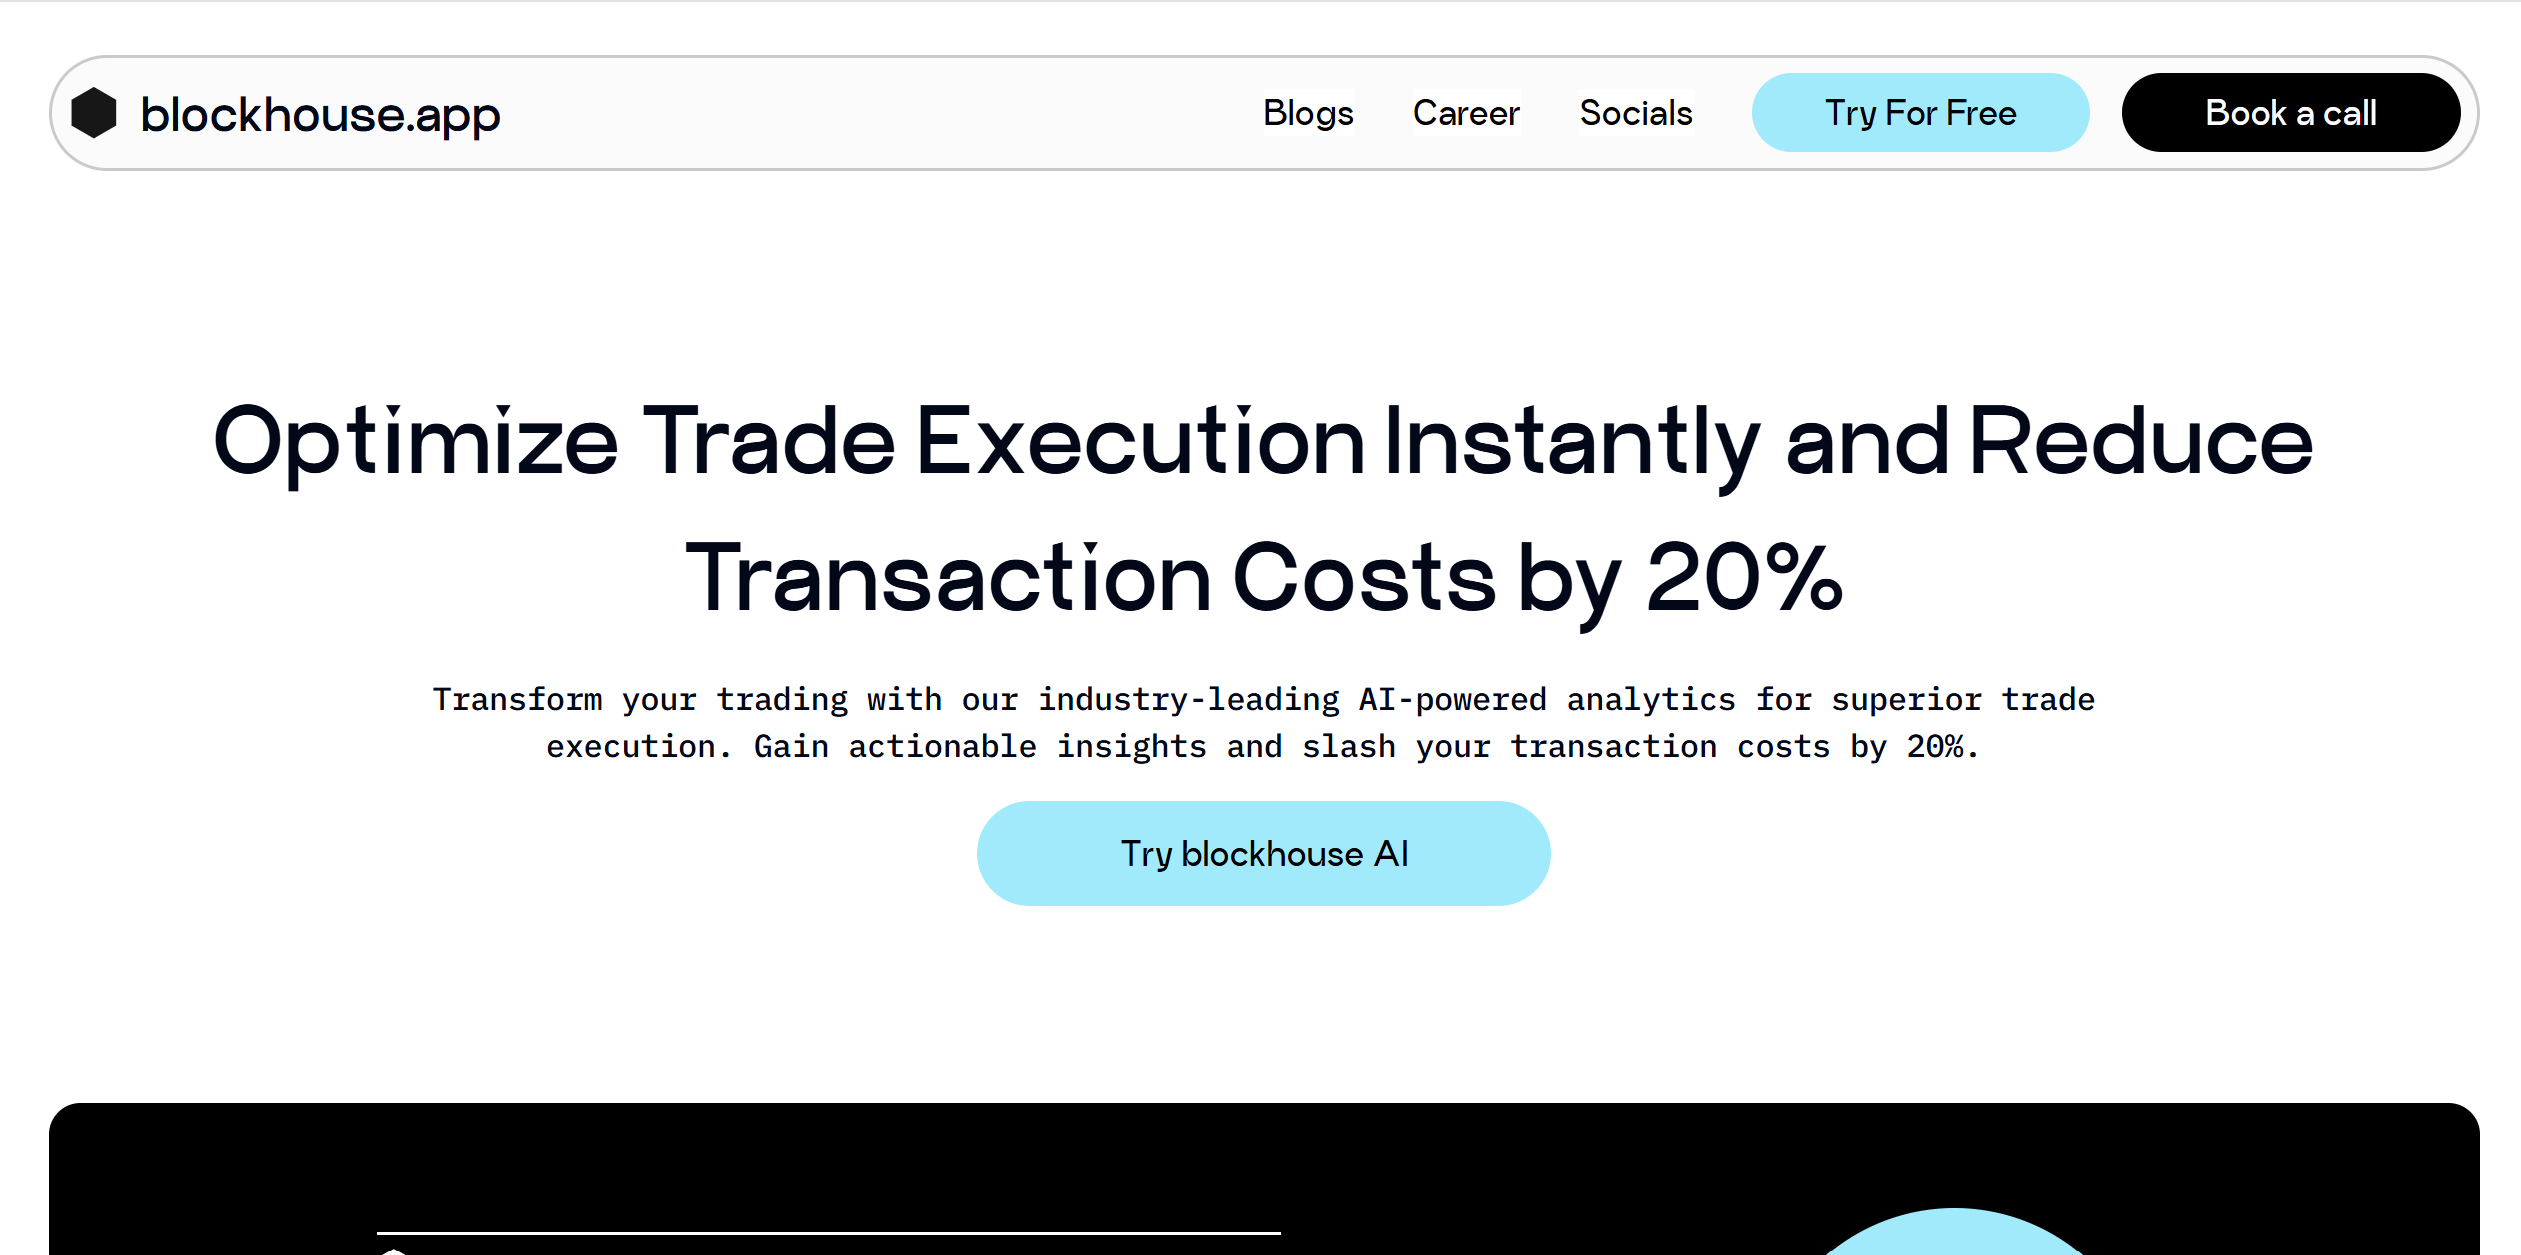 blockhouse.app
Blogs
Career
Socials
Try For Free
Book a call
Optimize Trade Execution Instantly and Reduce
Transaction Costs by 20%
Transform your trading with our industry-leading AI-powered analytics for superior trade
execution. Gain actionable insights and slash your transaction costs by 20%.
Try blockhouse AI